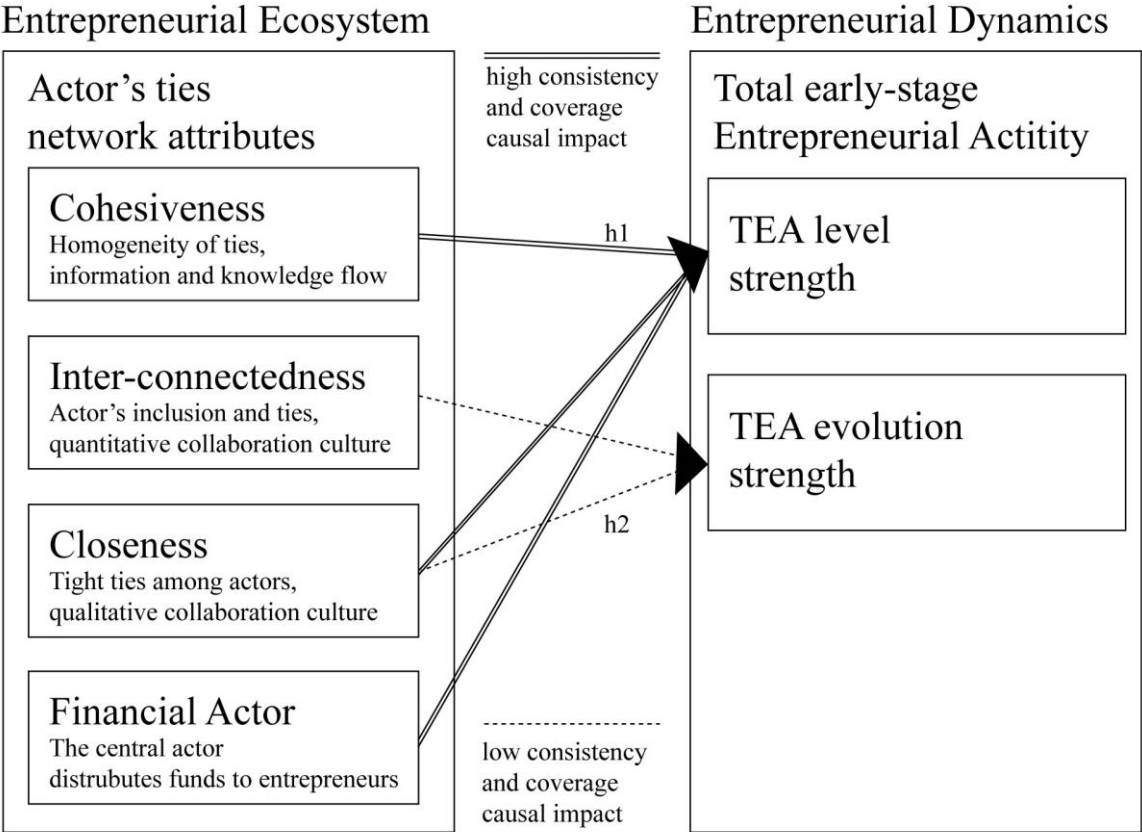 Entrepreneurial Ecosystem
Actor’s ties
network attributes
Cohesiveness
Homogeneity of ties,
information and knowledge flow
Inter-connectedness
Actor’s inclusion and ties,
quantitative collaboration culture
Closeness
Tight ties among actors,
qualitative collaboration culture
Financial Actor
The central actor
distrubutes funds to entrepreneurs
high consistency
and coverage
causal impact
h1
h2
low consistency
and coverage
causal impact
Entrepreneurial Dynamics
Total early-stage
Entrepreneurial Actitity
TEA level
strength
TEA evolution
strength